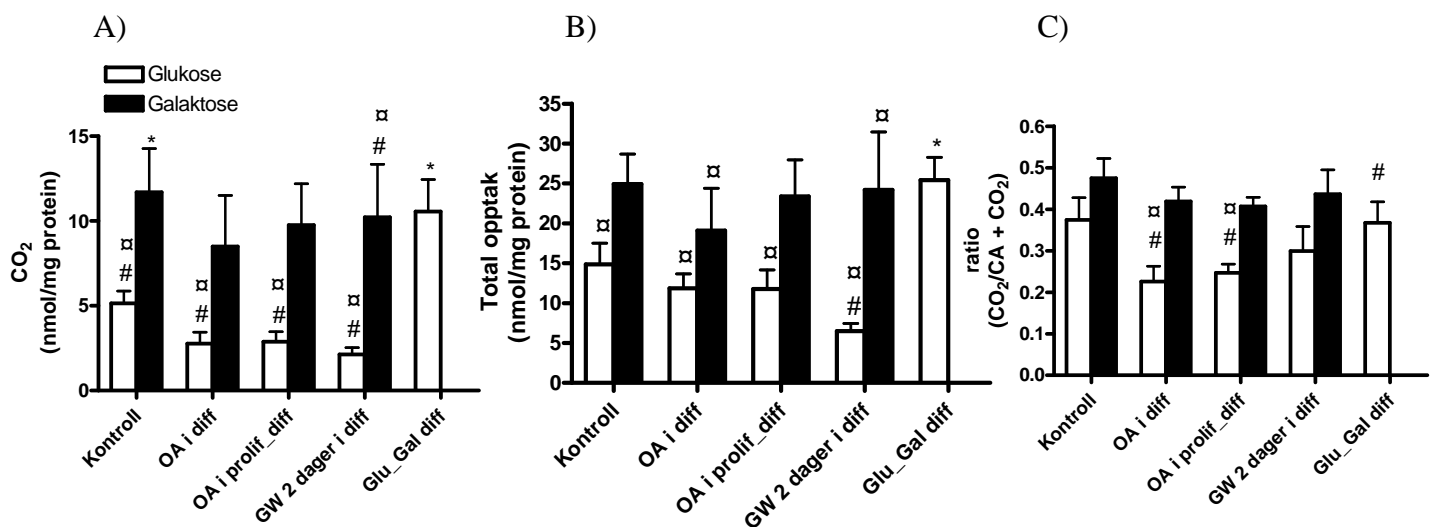 A)
B)
C)
Glukose
Galaktose
CO2
(nmol/mg protein)
15
10
5
0
¤
#
*
¤
#
¤
#
¤
#
¤
#
*
Kontroll
OA i diff
OA i prolif_diff
GW 2 dager i diff
Glu_Gal diff
Total opptak
(nmol/mg protein)
35
30
25
20
15
10
5
0
¤
¤
¤
¤
¤
#
¤
*
Kontroll
OA i diff
OA i prolif_diff
GW 2 dager i diff
Glu_Gal diff
ratio
(CO2/CA + CO2)
0.6
0.5
0.4
0.3
0.2
0.1
0.0
¤
#
¤
#
#
Kontroll
OA i diff
OA i prolif_diff
GW 2 dager i diff
Glu_Gal diff